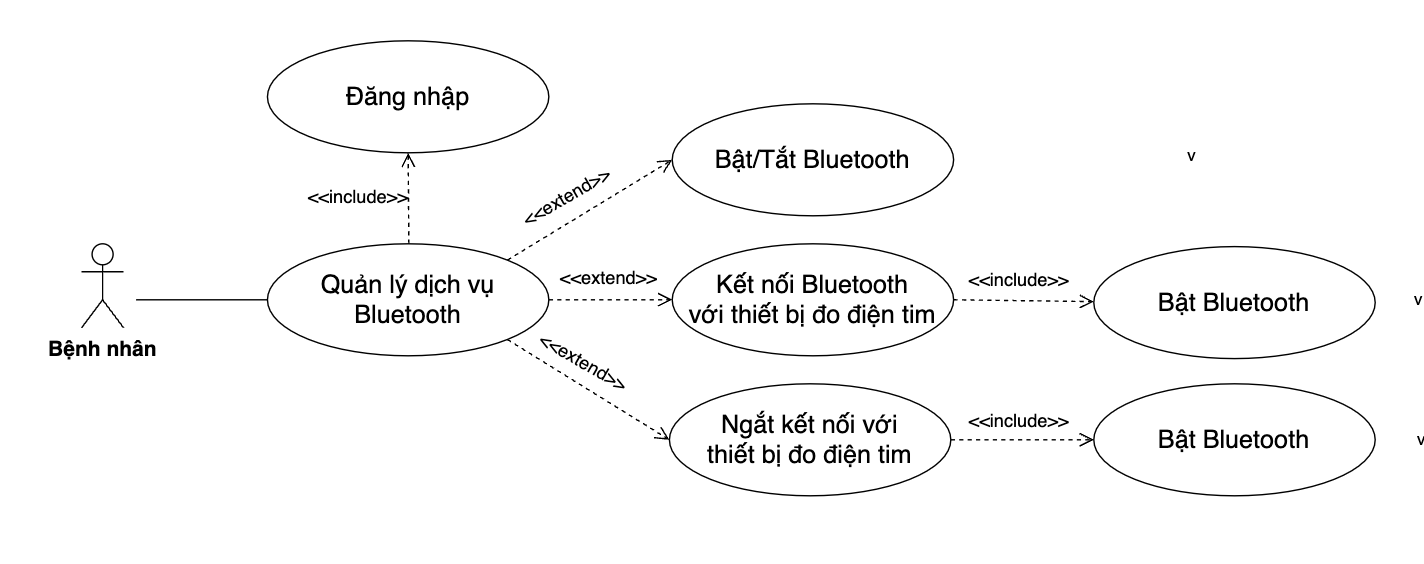 Đăng nhập
<<include>>
Bật/Tắt Bluetooth
v
<<extend>>
Quản lý dịch vụ
Bluetooth
<<extend>>
Kết nối Bluetooth
với thiết bị đo điện tim
<<include>>
Bật Bluetooth
v
Bệnh nhân
<<extend>>
Ngắt kết nối với
thiết bị đo điện tim
<<include>>
Bật Bluetooth
v